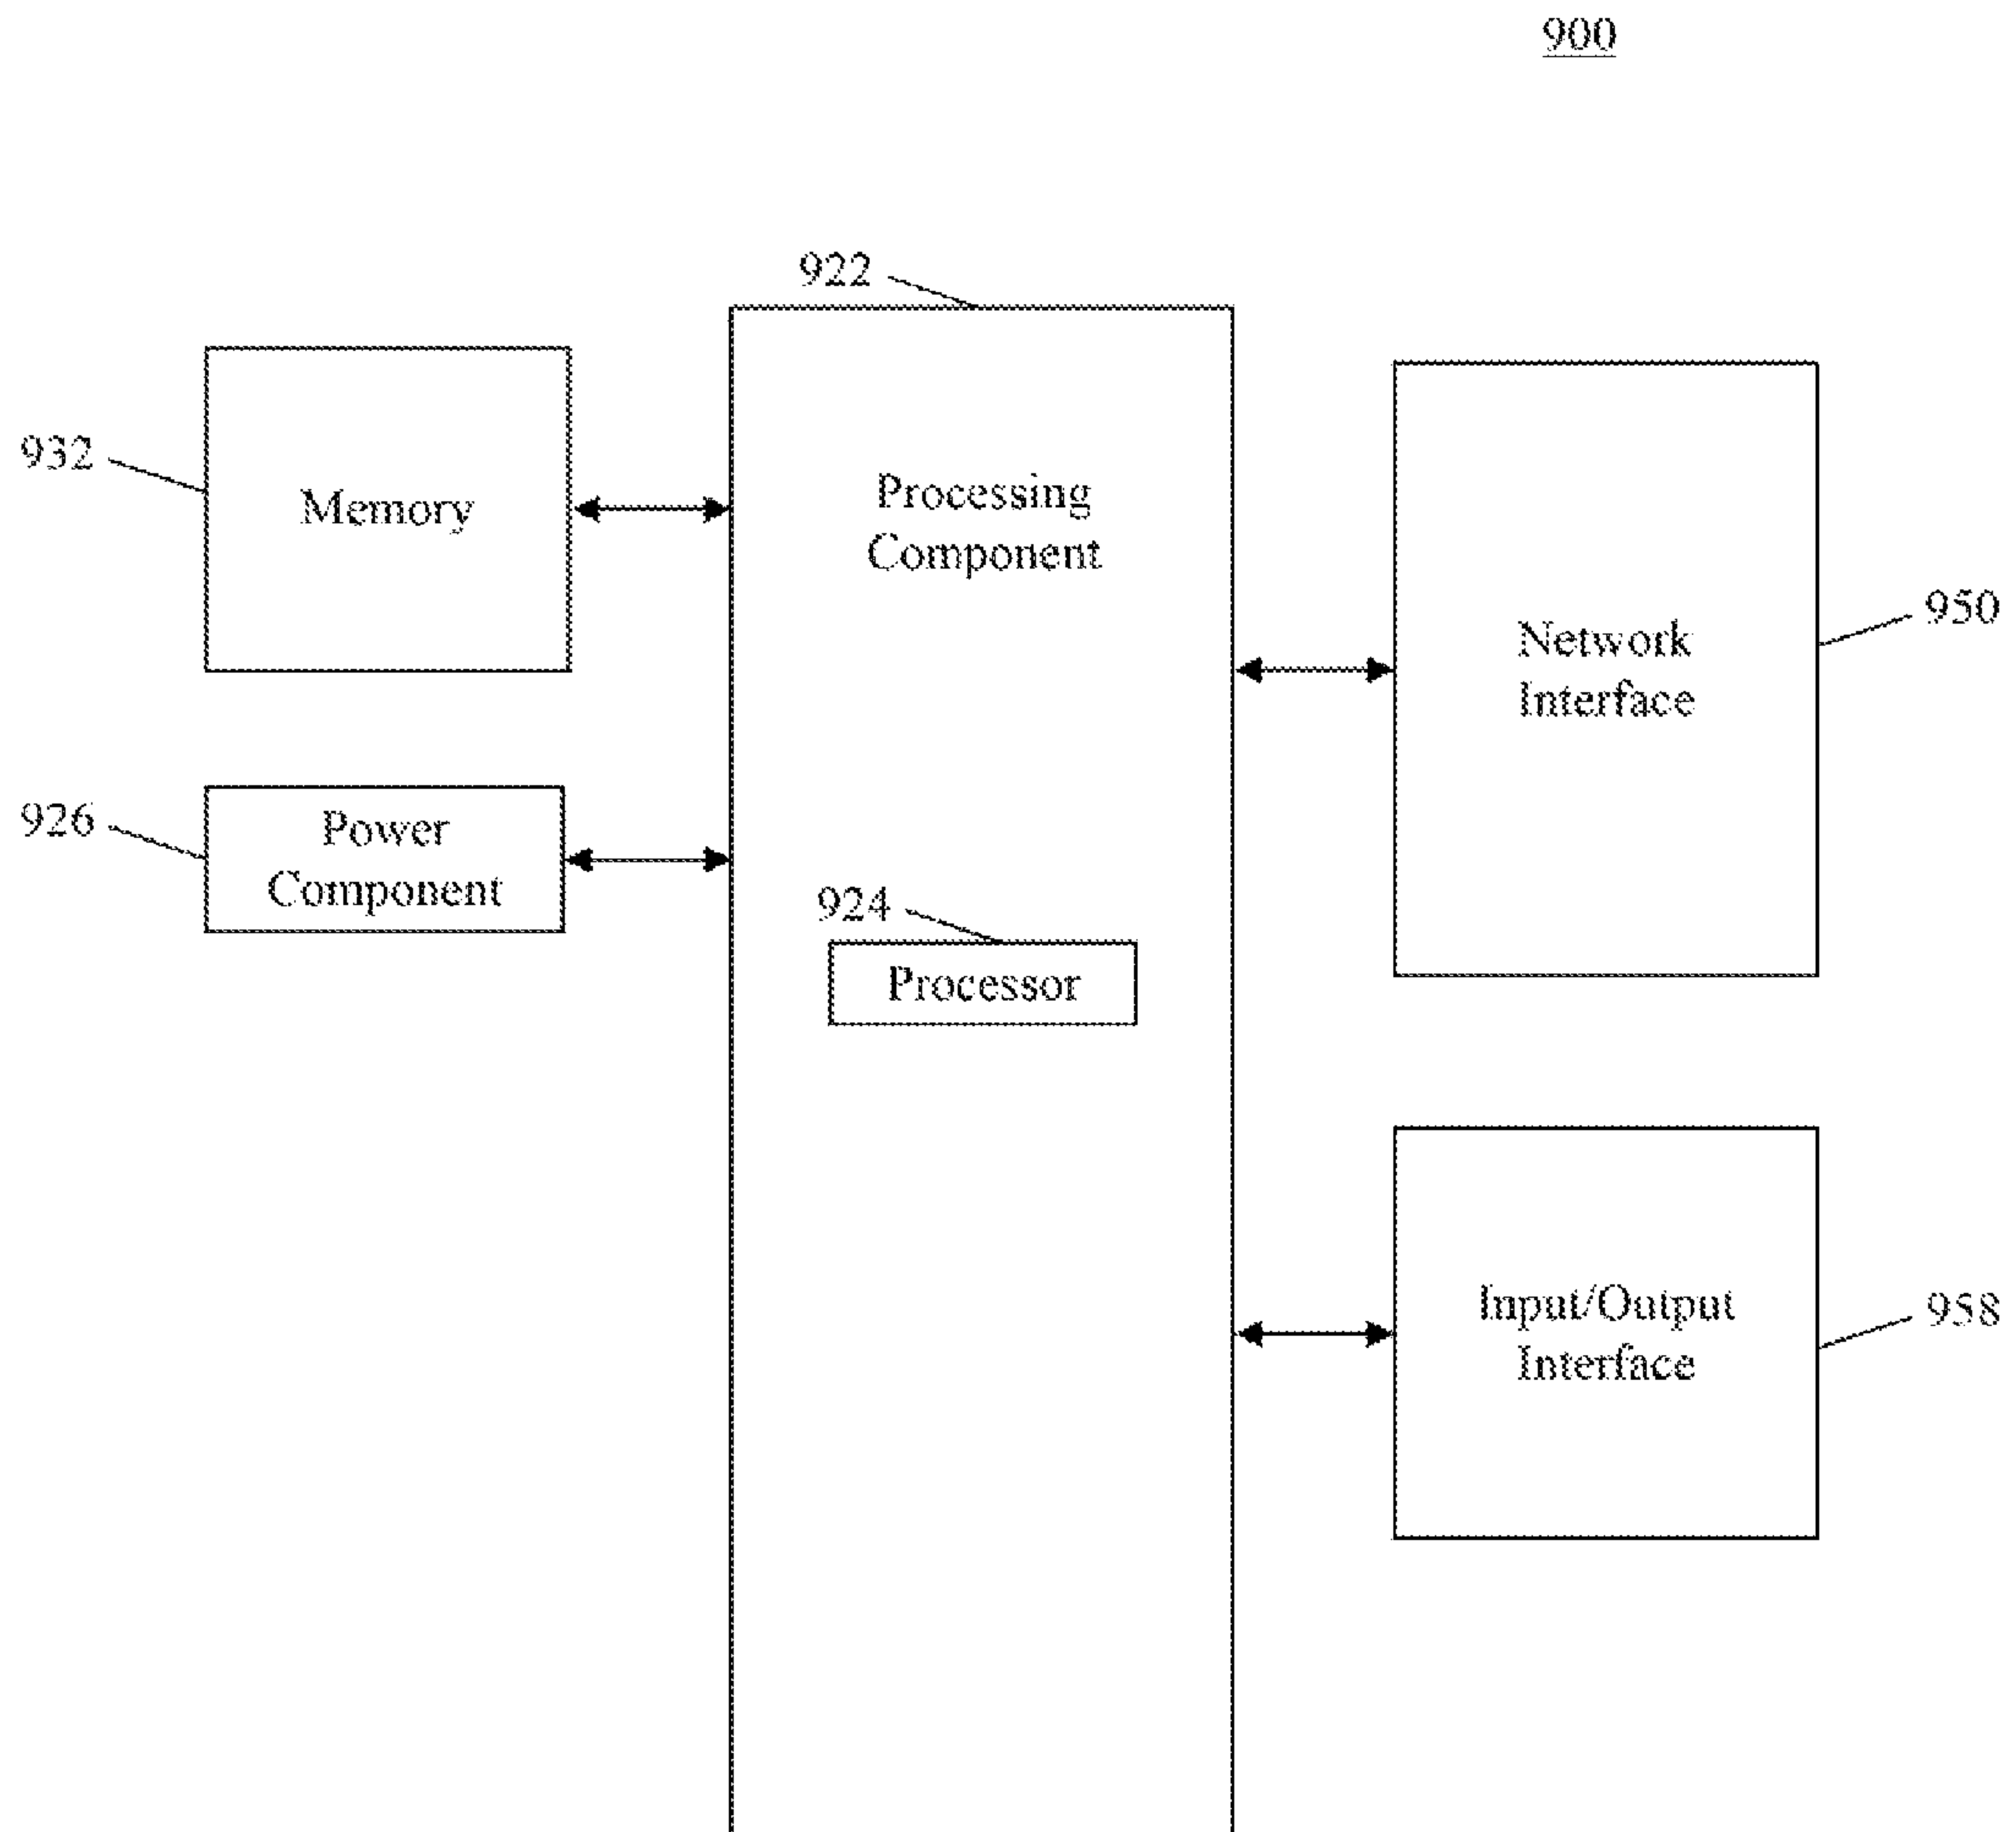 900
922
932
Memory
Processing
Component
Network
Interface
950
926
Power
Component
924
Processor
Input/Output
Interface
958